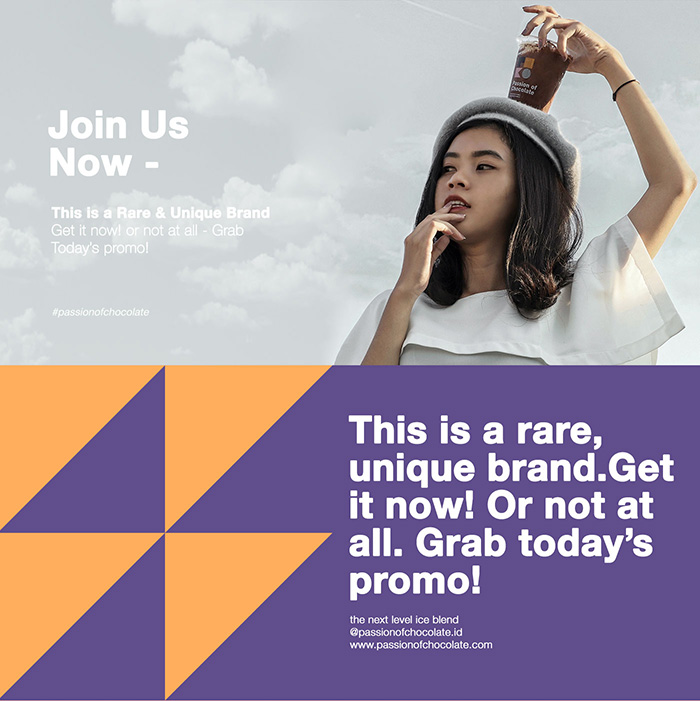 Passion of
Chocolate
Join Us
Now -
This is a Rare & Unique Brand
Get it now! or not at all - Grab
Today's promo!
#passionofchocolate
This is a rare,
unique brand.Get
it now! Or not at
all. Grab today's
promo!
the next level ice blend
@passionofchocolate.id
www.passionofchocolate.com